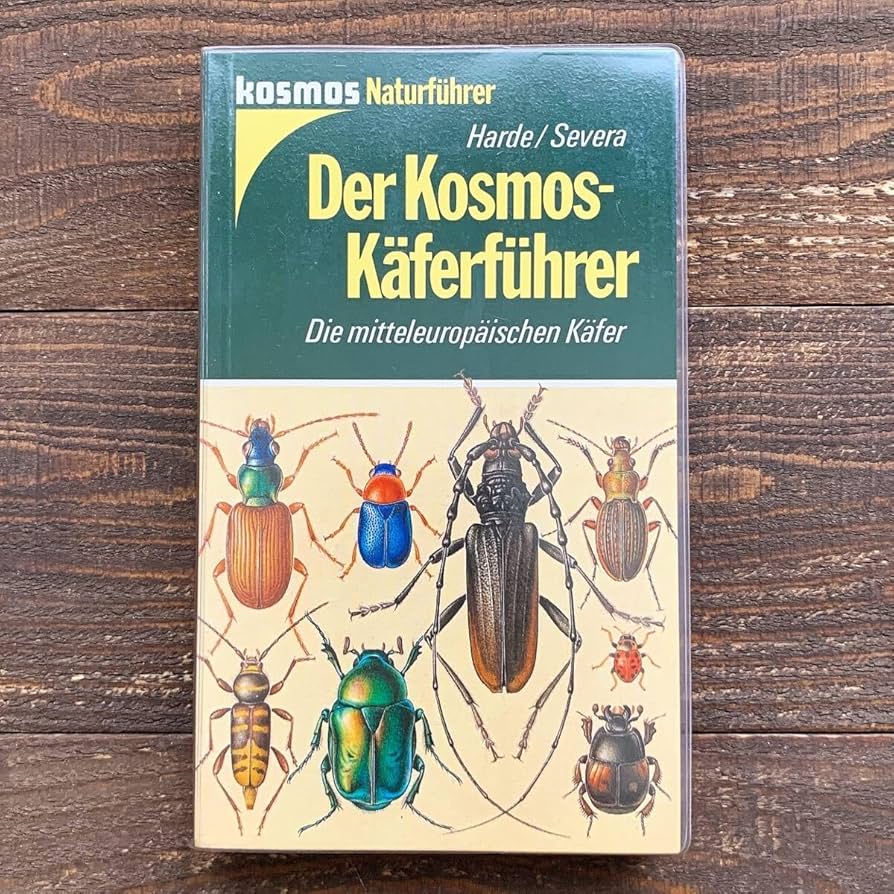 kosmos Naturführer
Harde/Severa
Der Kosmos-
Käferführer
Die mitteleuropäischen Käfer